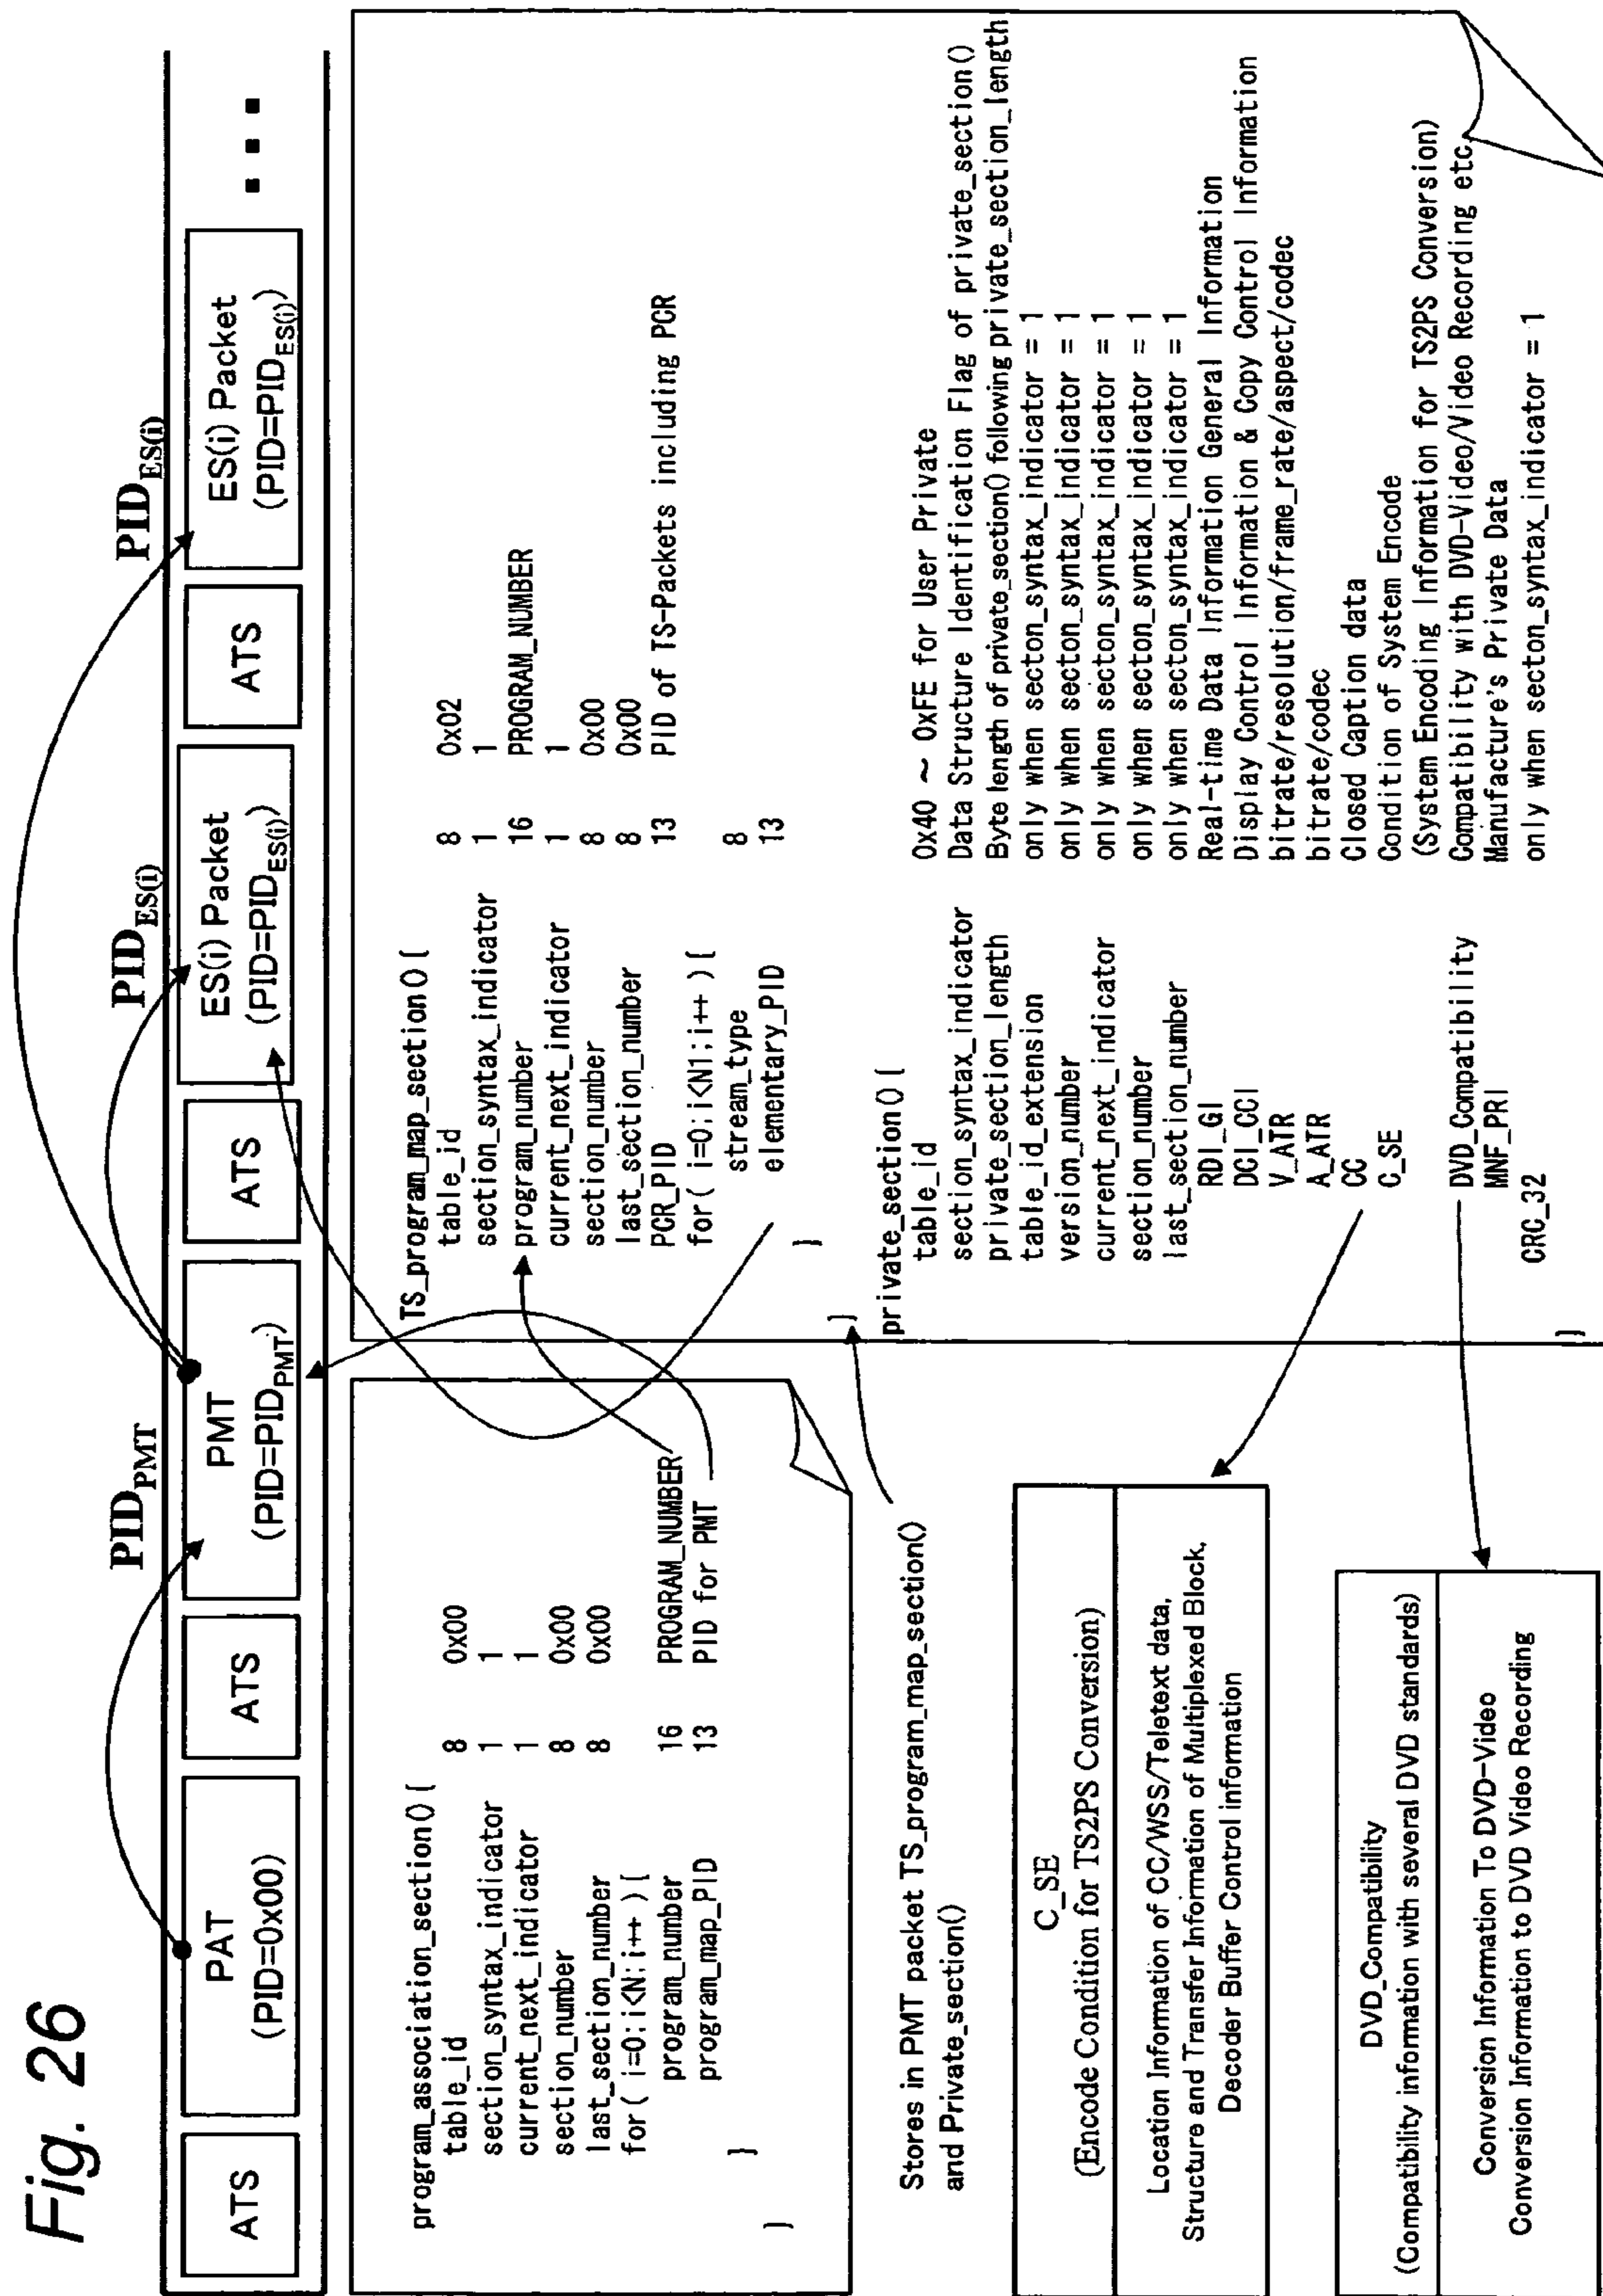 Fig. 26
PID_PMT
PID_ES(i)
PID_ES(i)
ATS
PAT
(PID=0x00)
ATS
PMT
(PID=PID_PMT)
ATS
ES(i) Packet
(PID=PID_ES(i))
ATS
ES(i) Packet
(PID=PID_ES(i))
program_association_section() {
table_id 8 0x00
section_syntax_indicator 1 1
current_next_indicator 1 1
section_number 8 0x00
last_section_number 8 0x00
for( i=0;i<N;i++ ) {
program_number 16 PROGRAM_NUMBER
program_map_PID 13 PID for PMT
}
}
Stores in PMT packet TS_program_map_section()
and Private_section()
C_SE
(Encode Condition for TS2PS Conversion)
Location Information of CC/WSS/Teletext data,
Structure and Transfer Information of Multiplexed Block,
Decoder Buffer Control information
DVD_Compatibility
(Compatibility information with several DVD standards)
Conversion Information To DVD-Video
Conversion Information to DVD Video Recording
TS_program_map_section() {
table_id 8 0x02
section_syntax_indicator 1 1
program_number 16 PROGRAM_NUMBER
current_next_indicator 1 1
section_number 8 0x00
last_section_number 8 0x00
PCR_PID 13 PID of TS-Packets including PCR
for( i=0;i<N1;i++ ) {
stream_type 8
elementary_PID 13
}
}
private_section() {
table_id 0x40 ~ 0xFE for User Private
section_syntax_indicator Data Structure Identification Flag of private_section()
private_section_length Byte length of private_section() following private_section_length
table_id_extension only when secton_syntax_indicator = 1
version_number only when secton_syntax_indicator = 1
current_next_indicator only when secton_syntax_indicator = 1
section_number only when secton_syntax_indicator = 1
last_section_number only when secton_syntax_indicator = 1
RDI_GI Real-time Data Information General Information
DCI_CCI Display Control Information & Copy Control Information
V_ATR bitrate/resolution/frame_rate/aspect/codec
A_ATR bitrate/codec
CC Closed Caption data
C_SE Condition of System Encode
(System Encoding Information for TS2PS Conversion)
DVD_Compatibility Compatibility with DVD-Video/Video Recording etc.
MNF_PRI Manufacture's Private Data
CRC_32 only when secton_syntax_indicator = 1
}